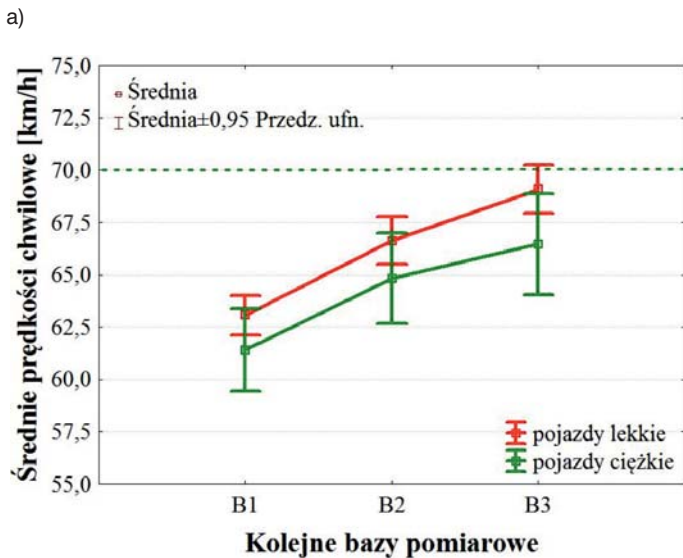 a)
Średnie prędkości chwilowe [km/h]
75,0
72,5
70,0
67,5
65,0
62,5
60,0
57,5
55,0
Średnia
Średnia±0,95 Przedz. ufn.
pojazdy lekkie
pojazdy ciężkie
B1 B2 B3
Kolejne bazy pomiarowe